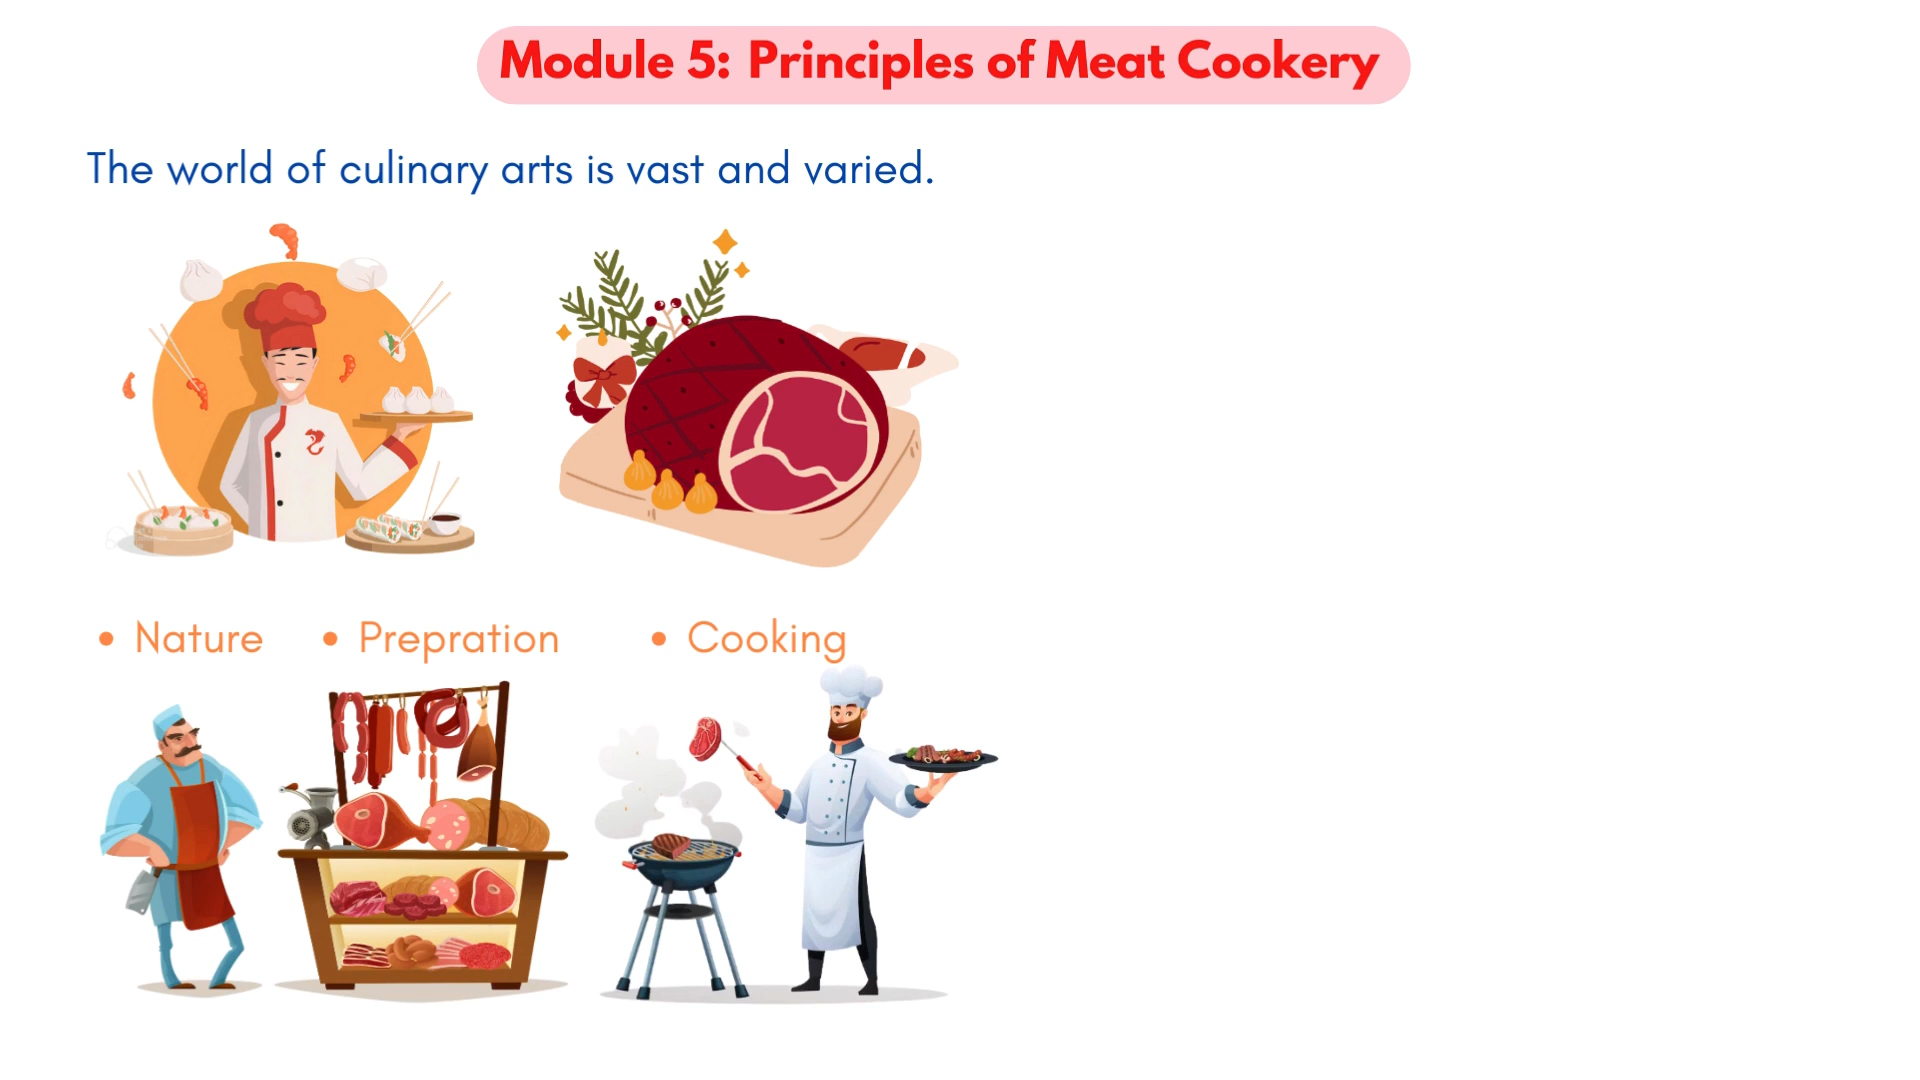 Module 5: Principles of Meat Cookery
The world of culinary arts is vast and varied.
• Nature • Prepration • Cooking